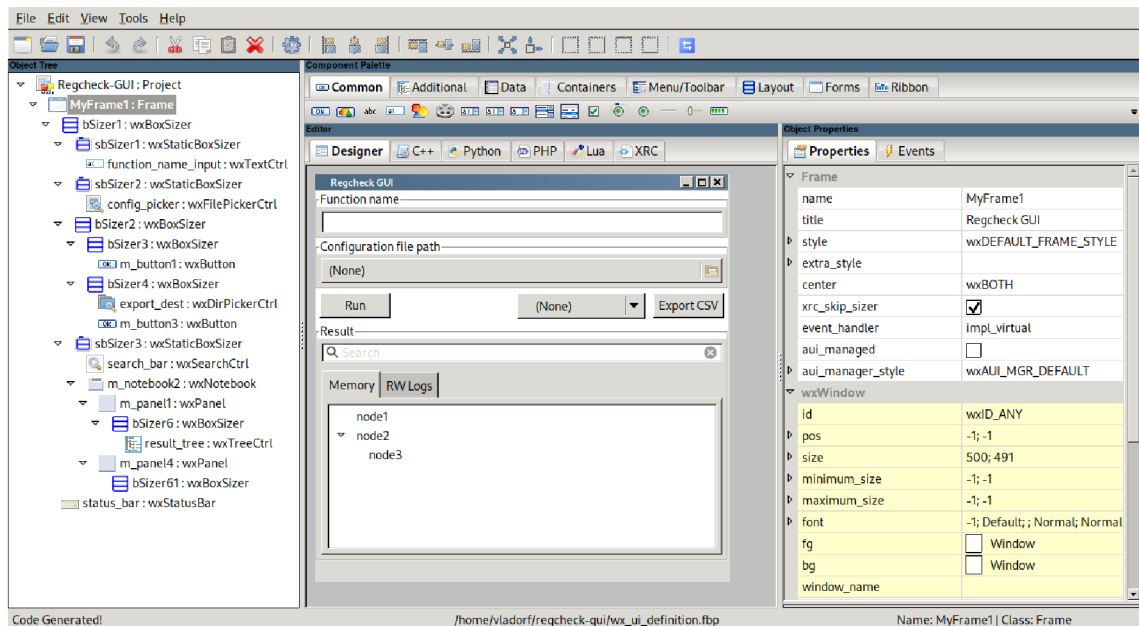 File Edit View Tools Help
Object Tree
Component Palette
Regcheck-GUI : Project
MyFrame1 : Frame
bSizer1 : wxBoxSizer
sbSizer1 : wxStaticBoxSizer
function_name_input : wxTextCtrl
sbSizer2 : wxStaticBoxSizer
config_picker : wxFilePickerCtrl
bSizer2 : wxBoxSizer
bSizer3 : wxBoxSizer
m_button1 : wxButton
bSizer4 : wxBoxSizer
export_dest : wxDirPickerCtrl
m_button3 : wxButton
sbSizer3 : wxStaticBoxSizer
search_bar : wxSearchCtrl
m_notebook2 : wxNotebook
m_panel1 : wxPanel
bSizer6 : wxBoxSizer
result_tree : wxTreeCtrl
m_panel4 : wxPanel
bSizer61 : wxBoxSizer
status_bar : wxStatusBar
Common Additional Data Containers Menu/Toolbar Layout Forms Ribbon
Editor
Designer C++ Python PHP Lua XRC
Regcheck GUI
Function name
Configuration file path
(None)
Run (None) Export CSV
Result
Search
Memory RW Logs
node1
node2
node3
Object Properties
Properties Events
Frame
name MyFrame1
title Regcheck GUI
style wxDEFAULT_FRAME_STYLE
extra_style
center wxBOTH
xrc_skip_sizer
event_handler impl_virtual
aui_managed
aui_manager_style wxAUI_MGR_DEFAULT
wxWindow
id wxID_ANY
pos -1; -1
size 500; 491
minimum_size -1; -1
maximum_size -1; -1
font -1; Default; ; Normal; Normal
fg Window
bg Window
window_name
Code Generated! /home/vladorf/regcheck-gui/wx_ui_definition.fbp Name: MyFrame1 | Class: Frame